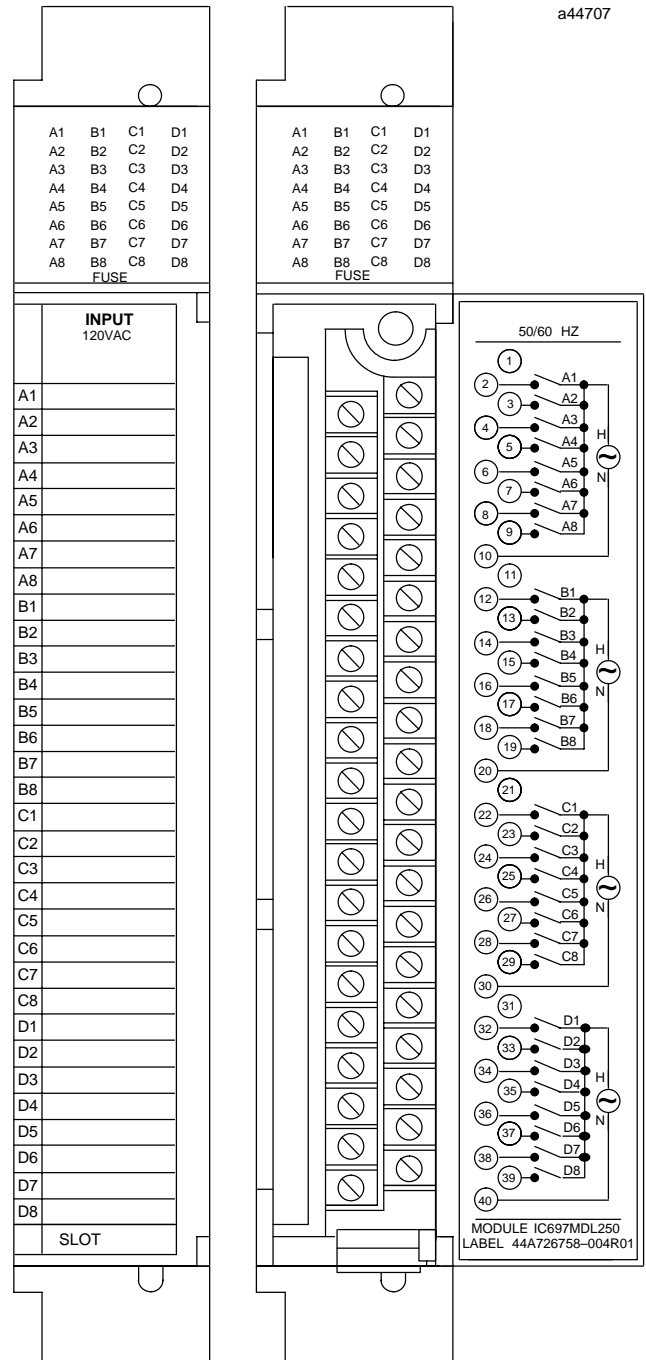 a44707
A1 B1 C1 D1
A2 B2 C2 D2
A3 B3 C3 D3
A4 B4 C4 D4
A5 B5 C5 D5
A6 B6 C6 D6
A7 B7 C7 D7
A8 B8 C8 D8
FUSE
INPUT
120VAC
A1
A2
A3
A4
A5
A6
A7
A8
B1
B2
B3
B4
B5
B6
B7
B8
C1
C2
C3
C4
C5
C6
C7
C8
D1
D2
D3
D4
D5
D6
D7
D8
SLOT
A1 B1 C1 D1
A2 B2 C2 D2
A3 B3 C3 D3
A4 B4 C4 D4
A5 B5 C5 D5
A6 B6 C6 D6
A7 B7 C7 D7
A8 B8 C8 D8
FUSE
50/60 HZ
1
2 A1
3 A2
4 A3
H
5 A4
6 A5
N
7 A6
8 A7
9 A8
10
11
12 B1
13 B2
14 B3
H
15 B4
16 B5
N
17 B6
18 B7
19 B8
20
21
22 C1
23 C2
24 C3
H
25 C4
26 C5
N
27 C6
28 C7
29 C8
30
31
32 D1
33 D2
34 D3
H
35 D4
36 D5
N
37 D6
38 D7
39 D8
40
MODULE IC697MDL250
LABEL 44A726758–004R01